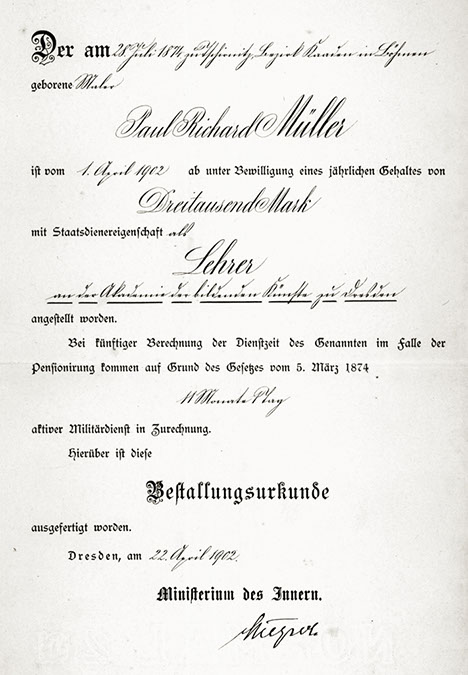 Der am 28. Juli 1874 zu Tschirnitz, Bezirk Kaaden in Böhmen
geborene Maler
Paul Richard Müller
ist vom 1. April 1902 ab unter Bewilligung eines jährlichen Gehaltes von
Dreitausend Mark
mit Staatsdienereigenschaft als
Lehrer
an der Akademie der bildenden Künste zu Dresden
angestellt worden.
Bei künftiger Berechnung der Dienstzeit des Genannten im Falle der
Pensionirung kommen auf Grund des Gesetzes vom 5. März 1874
11 Monate 1 Tag
aktiver Militärdienst in Zurechnung.
Hierüber ist diese
Bestallungsurkunde
ausgefertigt worden.
Dresden, am 22. April 1902.
Ministerium des Innern.